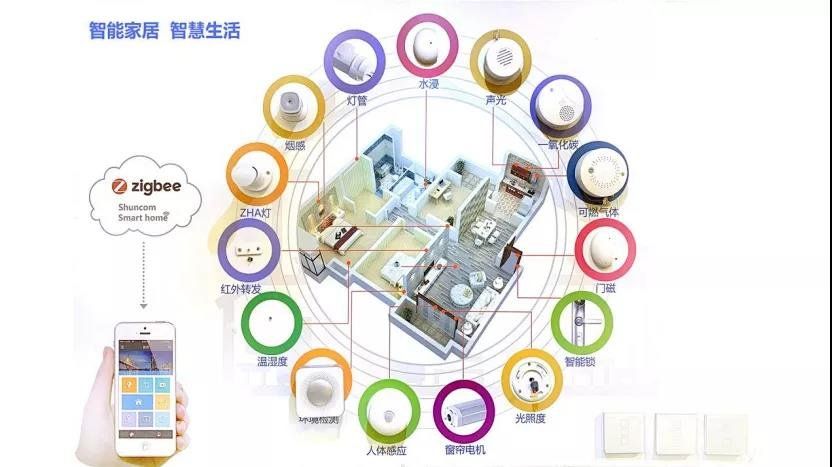 智能家居 智慧生活
水浸
灯管
声光
烟感
一氧化碳
zigbee
Shuncom
Smart home
ZHA灯
可燃气体
红外转发
门磁
温湿度
智能锁
环境检测
光照度
人体感应
窗帘电机